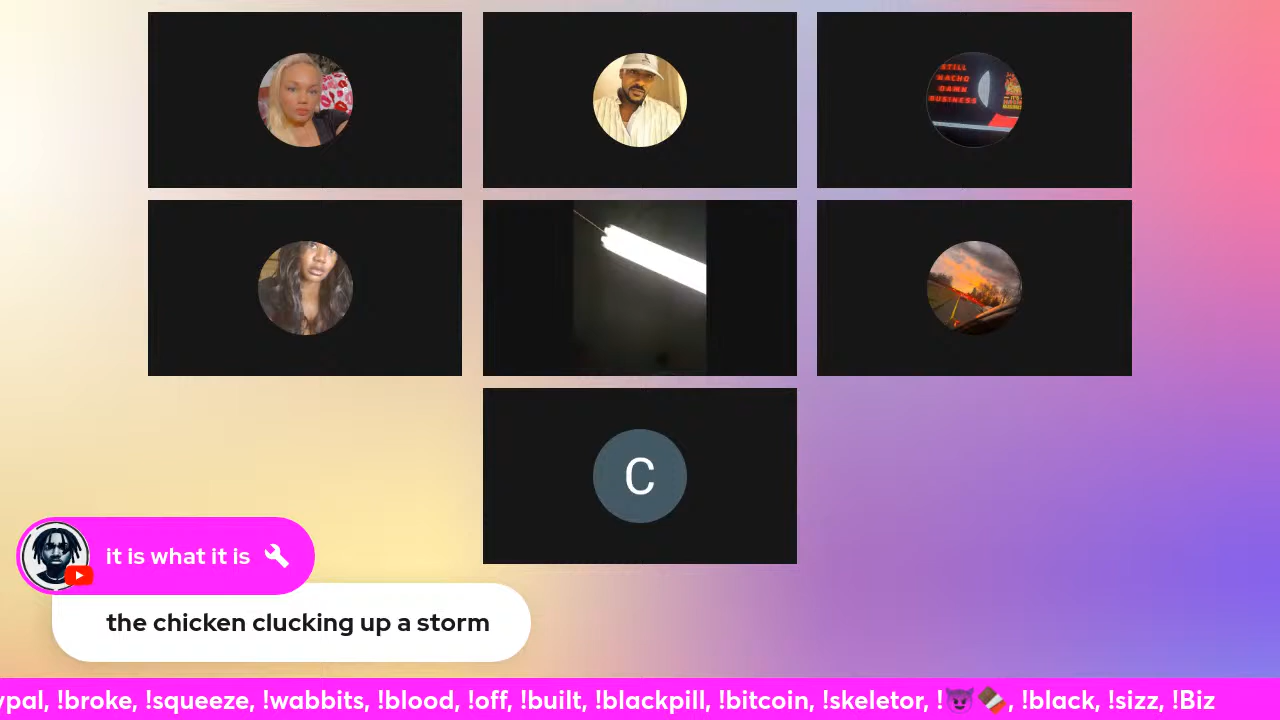 STILL
NACHO
DAMN
BUSINESS
C
it is what it is
the chicken clucking up a storm
ypal, !broke, !squeeze, !wabbits, !blood, !off, !built, !blackpill, !bitcoin, !skeletor, !😈🍫, !black, !sizz, !Biz